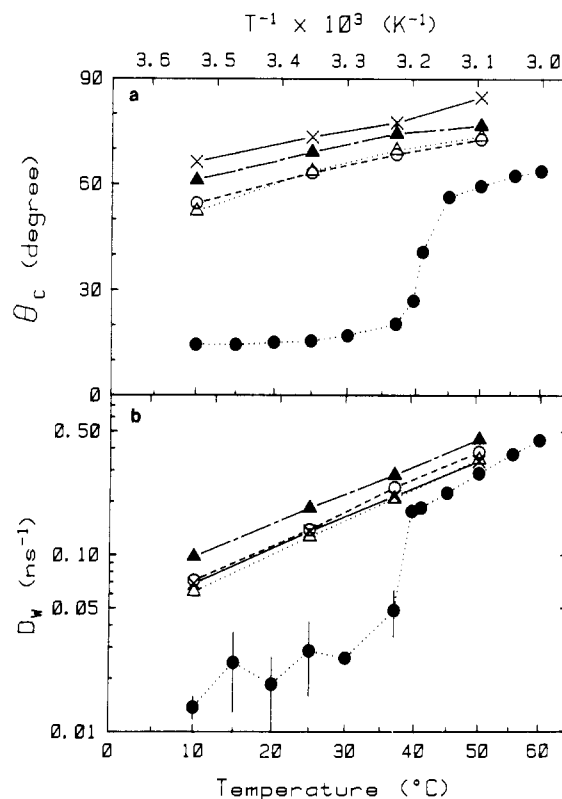 T⁻¹ × 10³ (K⁻¹)
3.6 3.5 3.4 3.3 3.2 3.1 3.0
a
90
60
30
0
θc (degree)
b
0.50
0.10
0.05
0.01
Dw (ns⁻¹)
0 10 20 30 40 50 60
Temperature (°C)